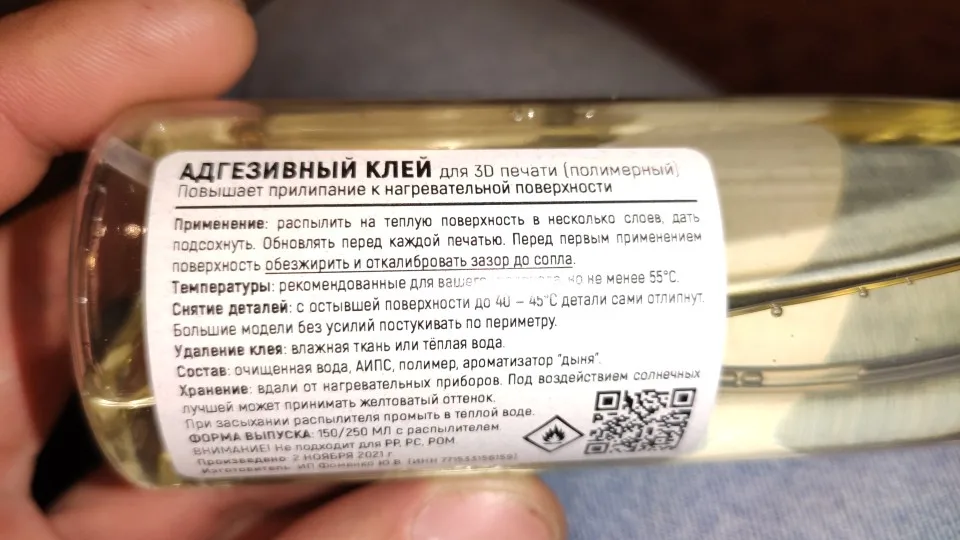 АДГЕЗИВНЫЙ КЛЕЙ для 3D печати (полимерный)
Повышает прилипание к нагревательной поверхности
Применение: распылить на теплую поверхность в несколько слоев, дать
подсохнуть. Обновлять перед каждой печатью. Перед первым применением
поверхность обезжирить и откалибровать зазор до сопла.
Температуры: рекомендованные для вашего но не менее 55°С.
Снятие деталей: с остывшей поверхности до 40 – 45°С детали сами отлипнут.
Большие модели без усилий постукивать по периметру.
Удаление клея: влажная ткань или тёплая вода.
Состав: очищенная вода, АИПС, полимер, ароматизатор "дыня".
Хранение: вдали от нагревательных приборов. Под воздействием солнечных
лучшей может принимать желтоватый оттенок.
При засыхании распылителя промыть в теплой воде.
ФОРМА ВЫПУСКА: 150/250 МЛ с распылителем.
ВНИМАНИЕ! Не подходит для PP, PC, POM.
Произведено: 2 НОЯБРЯ 2021 г.
Изготовитель: ИП Фоменко Ю.В. (ИНН